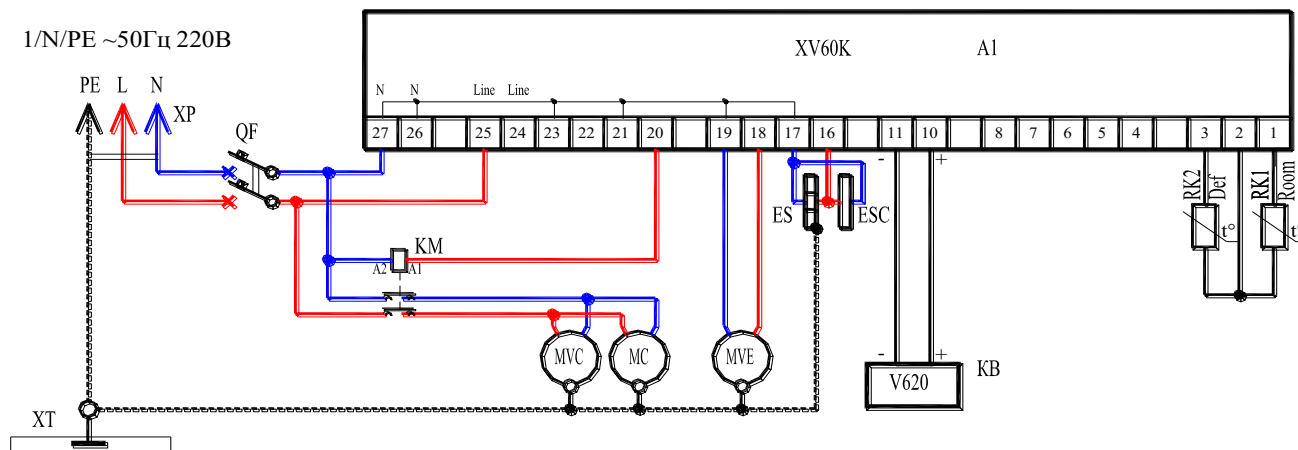 1/N/PE ~50Гц 220В
PE L N
XP
QF
XV60K A1
N N Line Line
27 26 25 24 23 22 21 20 19 18 17 16 11 10 8 7 6 5 4 3 2 1
- +
RK2 Def
RK1 Room
t° t°
ES ESC
KM
A2 A1
MVC MC MVE
- +
V620
KB
XT